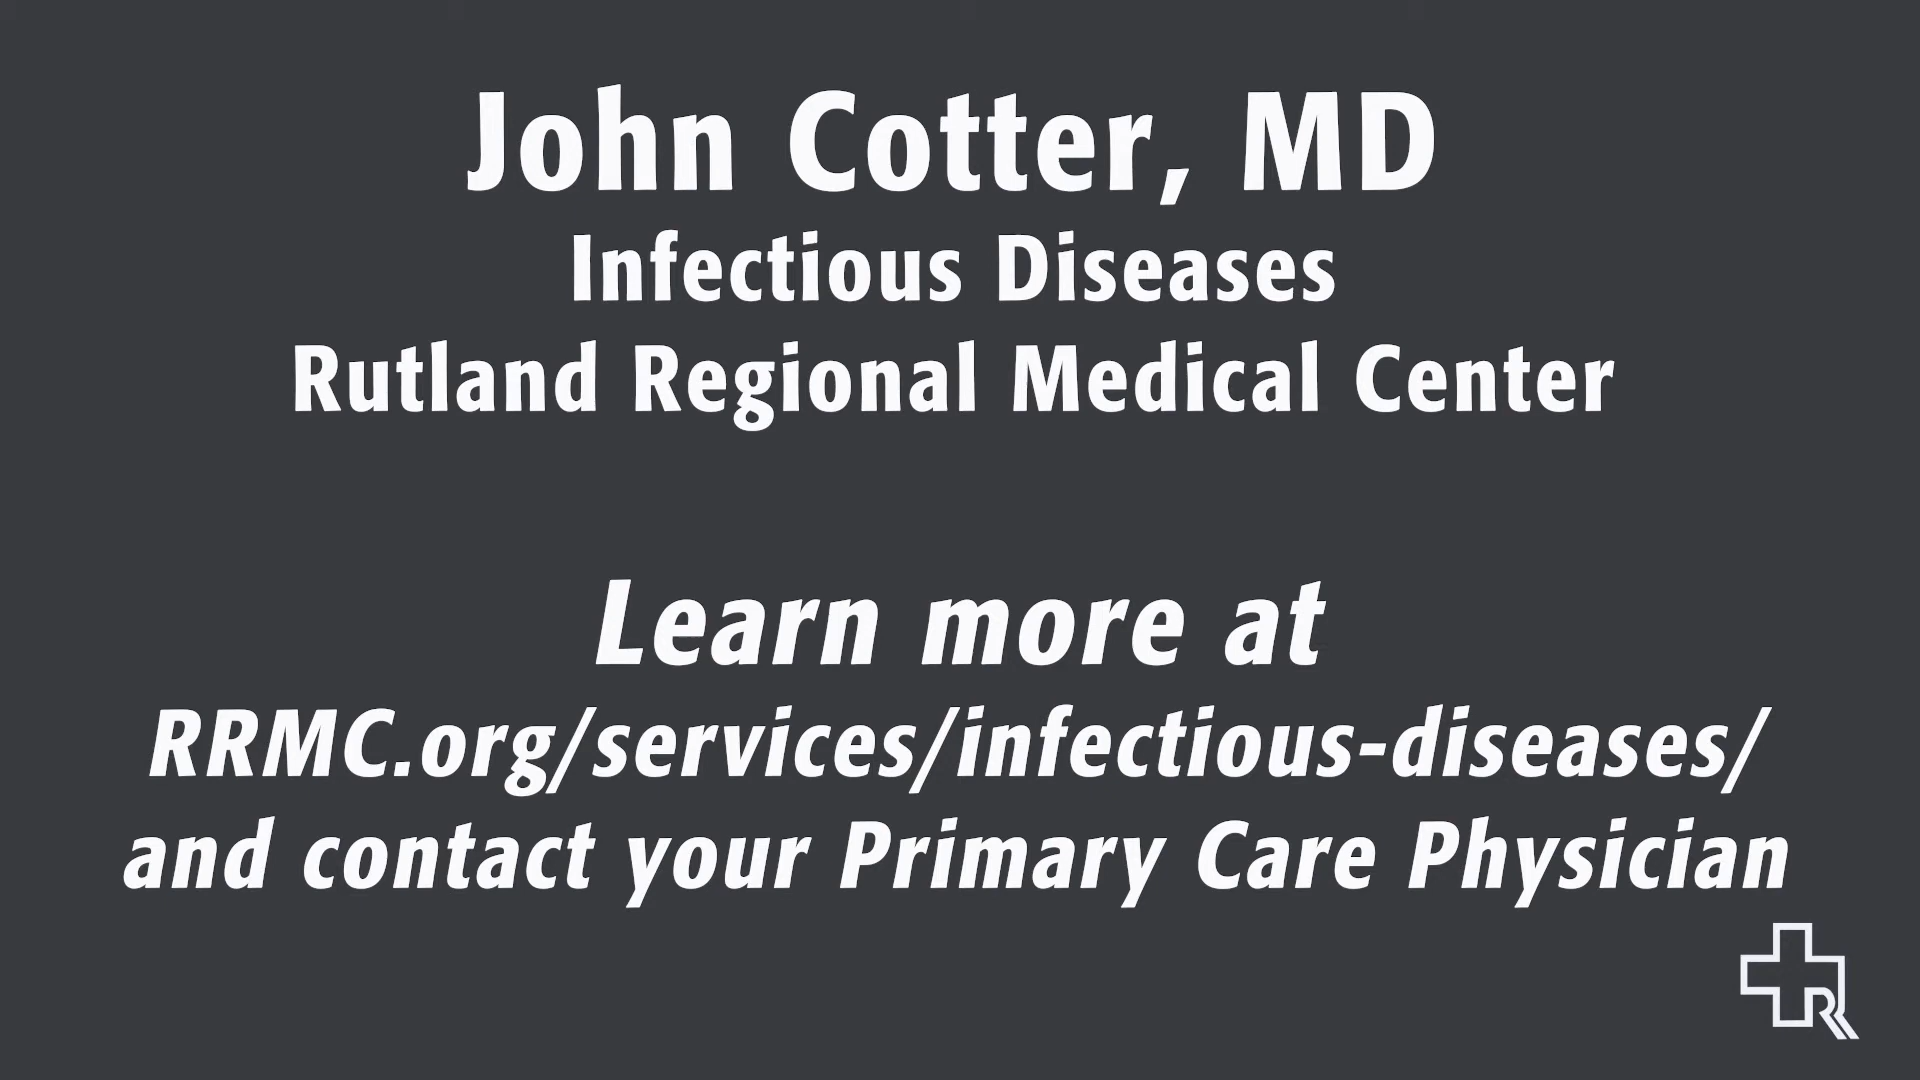 John Cotter, MD
Infectious Diseases
Rutland Regional Medical Center
Learn more at
RRMC.org/services/infectious-diseases/
and contact your Primary Care Physician
R